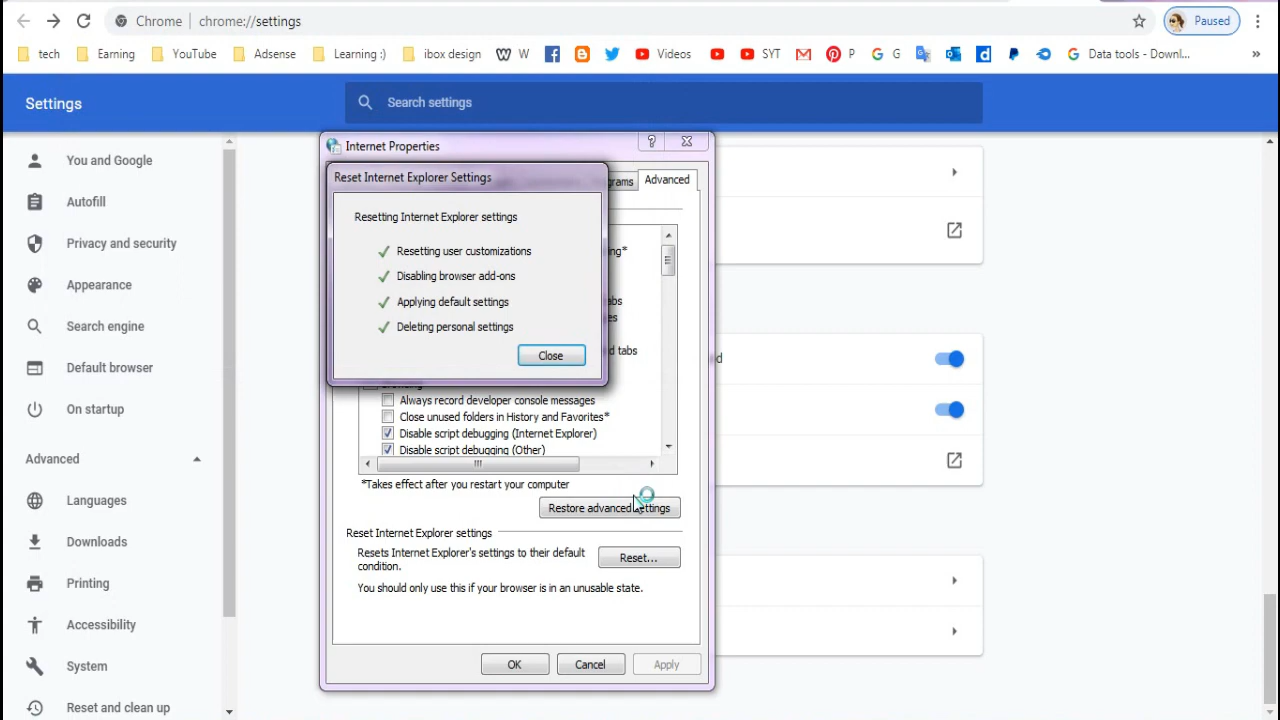 Chrome | chrome://settings
Paused
tech
Earning
YouTube
Adsense
Learning :)
ibox design
W
Videos
SYT
P
G
Data tools - Downl...
»
Settings
Search settings
You and Google
Autofill
Privacy and security
Appearance
Search engine
Default browser
On startup
Advanced
Languages
Downloads
Printing
Accessibility
System
Reset and clean up
Internet Properties
Advanced
Reset Internet Explorer Settings
Resetting Internet Explorer settings
Resetting user customizations
Disabling browser add-ons
Applying default settings
Deleting personal settings
Close
d tabs
Always record developer console messages
Close unused folders in History and Favorites*
Disable script debugging (Internet Explorer)
Disable script debugging (Other)
*Takes effect after you restart your computer
Restore advanced settings
Reset Internet Explorer settings
Resets Internet Explorer's settings to their default
condition.
Reset...
You should only use this if your browser is in an unusable state.
OK
Cancel
Apply